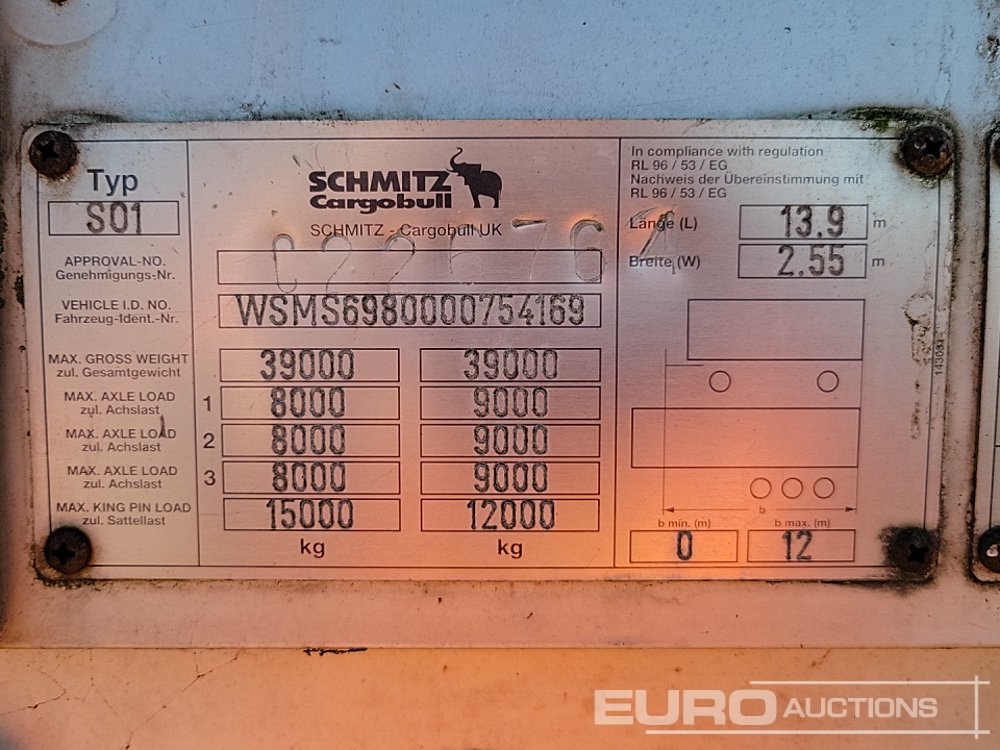 Typ
S01
SCHMITZ
Cargobull
SCHMITZ - Cargobull UK
APPROVAL-NO.
Genehmigungs-Nr.
VEHICLE I.D. NO.
Fahrzeug-Ident.-Nr.
WSMS6980000754169
MAX. GROSS WEIGHT
zul. Gesamtgewicht
39000 39000
MAX. AXLE LOAD
zul. Achslast
1 8000 9000
MAX. AXLE LOAD
zul. Achslast
2 8000 9000
MAX. AXLE LOAD
zul. Achslast
3 8000 9000
MAX. KING PIN LOAD
zul. Sattellast
15000 12000
kg kg
In compliance with regulation
RL 96 / 53 / EG
Nachweis der Übereinstimmung mit
RL 96 / 53 / EG
Länge (L) 13.9 m
Breite (W) 2.55 m
b
b min. (m) b max. (m)
0 12
EURO AUCTIONS